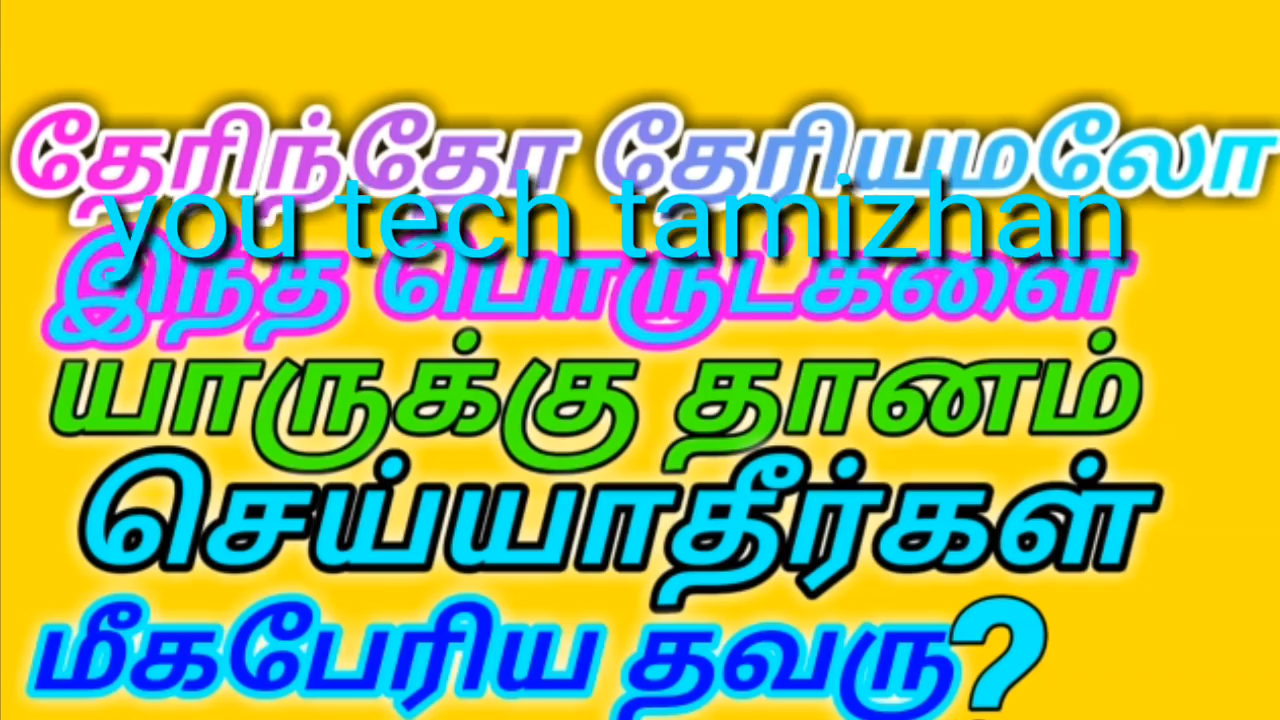 தேரிந்தோ தேரியமலோ
you tech tamizhan
இந்த பொருட்களை
யாருக்கு தானம்
செய்யாதீர்கள்
மீகபேரிய தவரு?